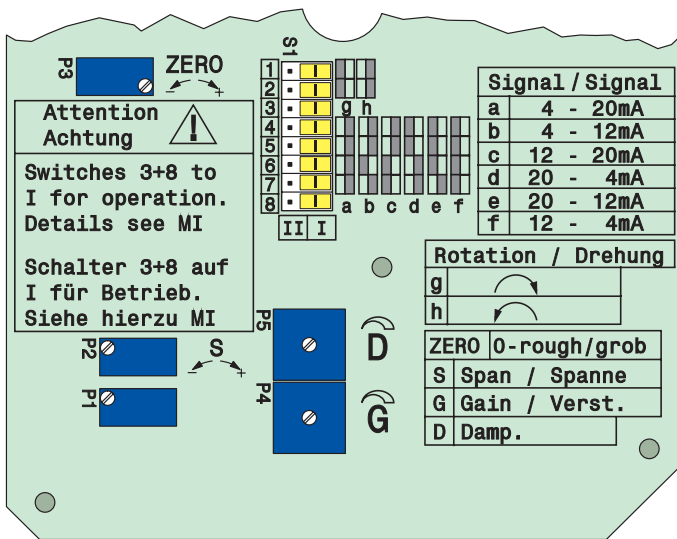 P3
ZERO
- +
S1
1
2
3
4
5
6
7
8
II I
g h
a b c d e f
Attention
Achtung
!
Switches 3+8 to
I for operation.
Details see MI
Schalter 3+8 auf
I für Betrieb.
Siehe hierzu MI
Signal / Signal
a 4 - 20mA
b 4 - 12mA
c 12 - 20mA
d 20 - 4mA
e 20 - 12mA
f 12 - 4mA
Rotation / Drehung
g
h
P2
S
- +
P1
P5
D
P4
G
ZERO 0-rough/grob
S Span / Spanne
G Gain / Verst.
D Damp.